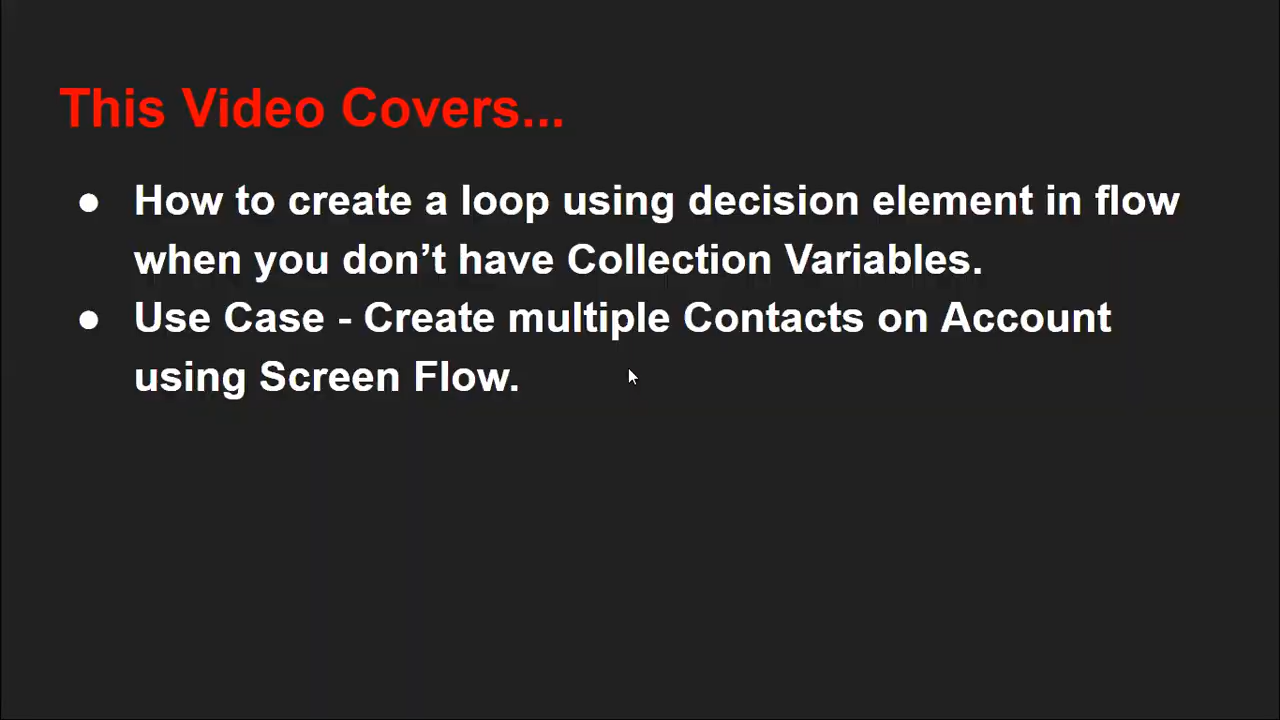 This Video Covers...
● How to create a loop using decision element in flow
when you don’t have Collection Variables.
● Use Case - Create multiple Contacts on Account
using Screen Flow.